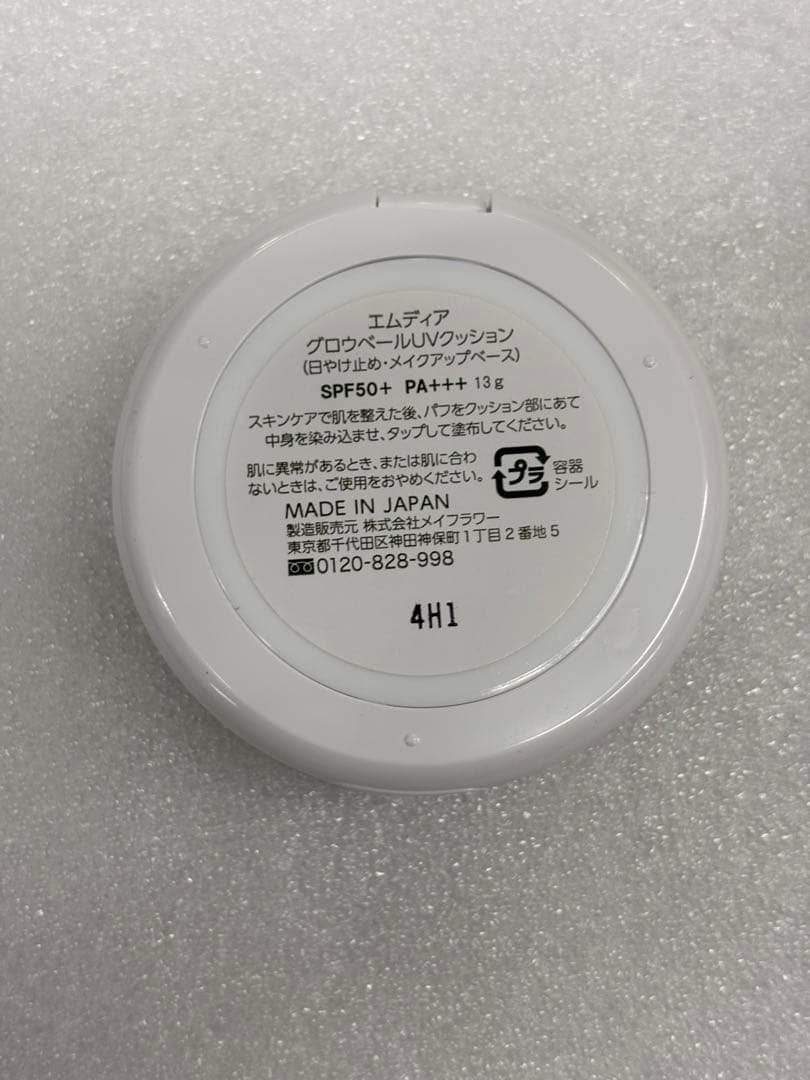 エムディア
グロウベールUVクッション
(日やけ止め・メイクアップベース)
SPF50+ PA+++ 13g
スキンケアで肌を整えた後、パフをクッション部にあて
中身を染み込ませ、タップして塗布してください。
肌に異常があるとき、または肌に合わ
ないときは、ご使用をおやめください。
プラ
容器
シール
MADE IN JAPAN
製造販売元 株式会社メイフラワー
東京都千代田区神田神保町1丁目2番地5
0120-828-998
4H1